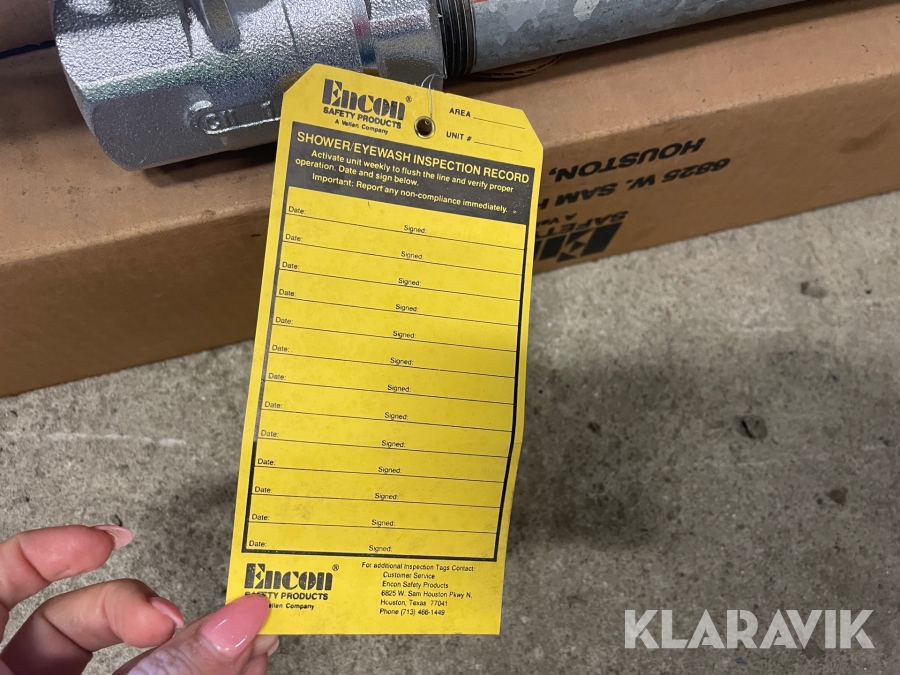 Encon®
SAFETY PRODUCTS
A Vallen Company
AREA
UNIT #
SHOWER/EYEWASH INSPECTION RECORD
Activate unit weekly to flush the line and verify proper
operation. Date and sign below.
Important: Report any non-compliance immediately.
Date: Signed:
Date: Signed:
Date: Signed:
Date: Signed:
Date: Signed:
Date: Signed:
Date: Signed:
Date: Signed:
Date: Signed:
Date: Signed:
Date: Signed:
Date: Signed:
Date: Signed:
Encon®
SAFETY PRODUCTS
A Vallen Company
For additional Inspection Tags Contact:
Customer Service
Encon Safety Products
6825 W. Sam Houston Pkwy N.
Houston, Texas 77041
Phone (713) 466-1449
6825 W. SAM
HOUSTON,
SAFETY
KLARAVIK